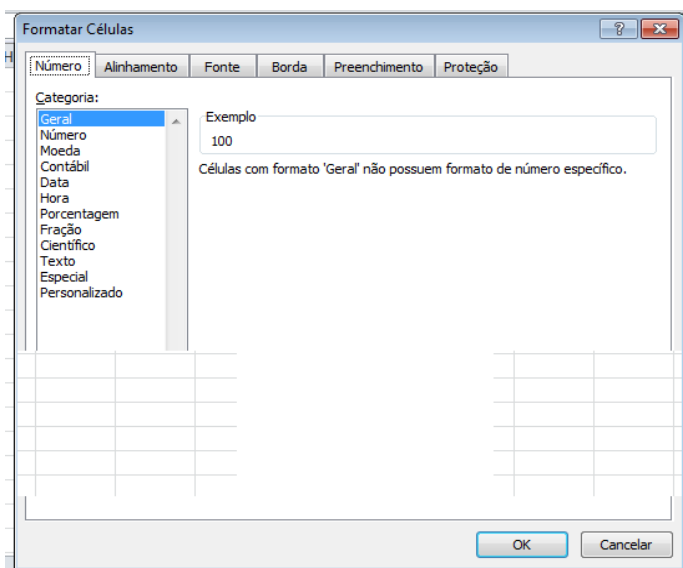 Formatar Células
H
Número Alinhamento Fonte Borda Preenchimento Proteção
Categoria:
Geral
Número
Moeda
Contábil
Data
Hora
Porcentagem
Fração
Científico
Texto
Especial
Personalizado
Exemplo
100
Células com formato 'Geral' não possuem formato de número específico.
OK Cancelar